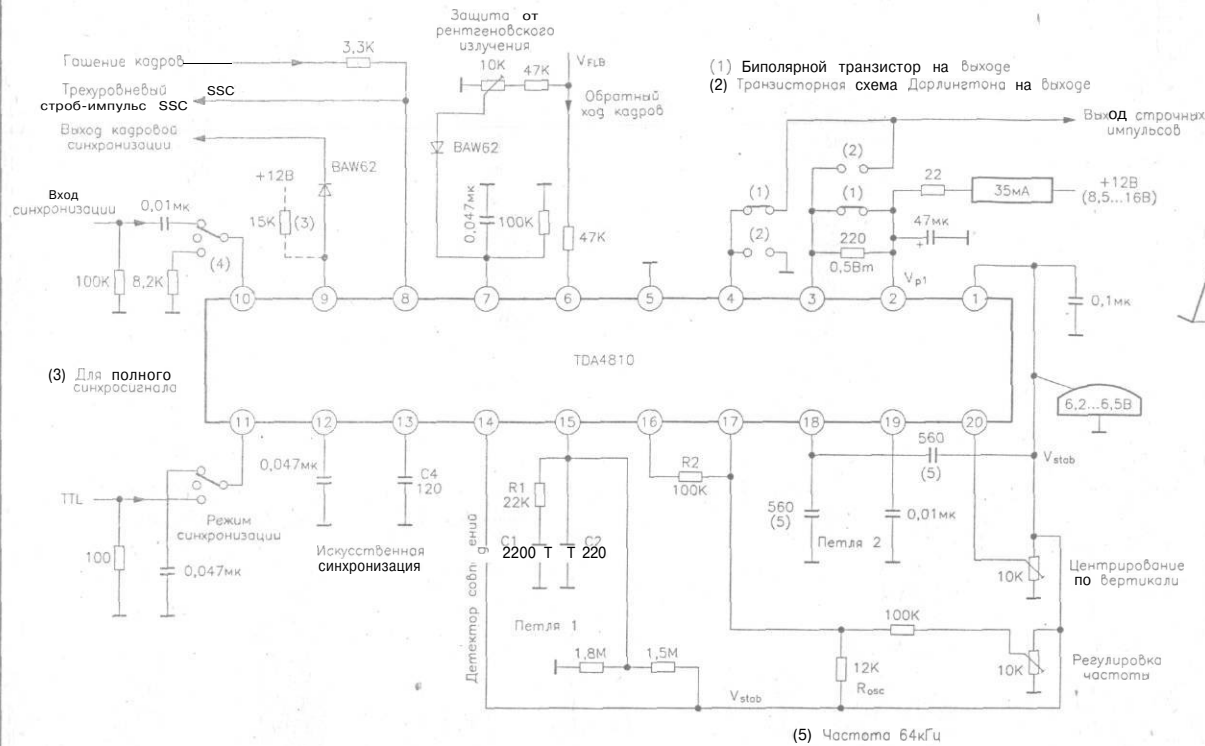 Защита от
рентгеновского
излучения
Гашение кадров
3,3K
10K
47K
V_FLB
(1) Биполярной транзистор на выходе
(2) Транзисторная схема Дарлингтона на выходе
Трехуровневый
строб-импульс SSC
SSC
Обратный
ход кадров
Выход кадровой
синхронизации
BAW62
BAW62
Выход строчных
импульсов
+12В
15K
(3)
Вход
синхронизации
0,01мк
(4)
100K
8,2K
0,047мк
100K
47K
(1)
(2)
(2)
(1)
220
0,5Вт
22
35мА
+12В
(8,5...16В)
47мк
+
V_p1
0,1мк
10
9
8
7
6
5
4
3
2
1
TDA4810
(3) Для полного
синхросигнала
6,2...6,5В
11
12
13
14
15
16
17
18
19
20
TTL
100
0,047мк
Режим
синхронизации
0,047мк
C4
120
Искусственная
синхронизация
Детектор совп дений
R1
22K
C1
2200 T
T 220
C2
Петля 1
1,8M
1,5M
V_stab
R2
100K
560
(5)
V_stab
560
(5)
0,01мк
Петля 2
10K
Центрирование
по вертикали
100K
12K
R_osc
10K
Регулировка
частоты
(5) Частота 64кГц